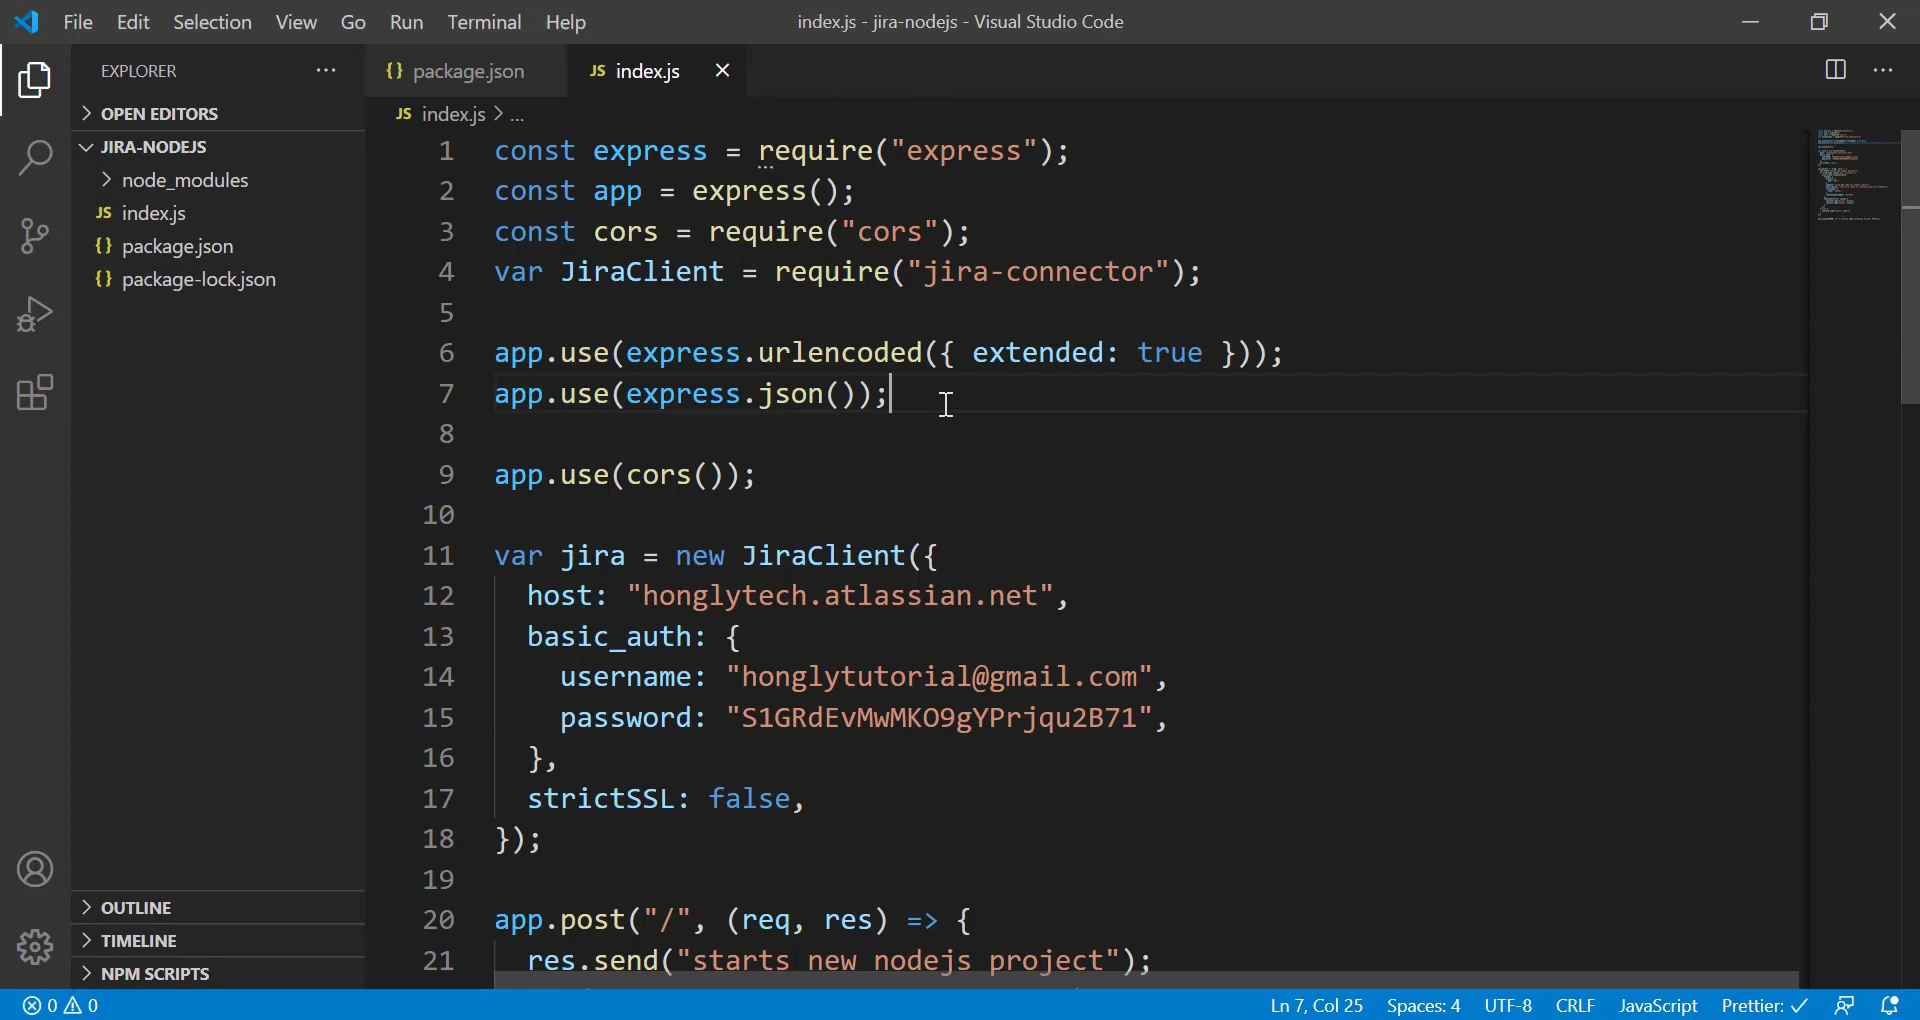 File Edit Selection View Go Run Terminal Help
index.js - jira-nodejs - Visual Studio Code
EXPLORER
OPEN EDITORS
JIRA-NODEJS
node_modules
JS index.js
{} package.json
{} package-lock.json
OUTLINE
TIMELINE
NPM SCRIPTS
{} package.json
JS index.js
JS index.js > ...
1 const express = require("express");
2 const app = express();
3 const cors = require("cors");
4 var JiraClient = require("jira-connector");
5
6 app.use(express.urlencoded({ extended: true }));
7 app.use(express.json());
8
9 app.use(cors());
10
11 var jira = new JiraClient({
12 host: "honglytech.atlassian.net",
13 basic_auth: {
14 username: "honglytutorial@gmail.com",
15 password: "S1GRdEvMwMKO9gYPrjqu2B71",
16 },
17 strictSSL: false,
18 });
19
20 app.post("/", (req, res) => {
21 res.send("starts new nodejs project");
0 0
Ln 7, Col 25 Spaces: 4 UTF-8 CRLF JavaScript Prettier: ✓